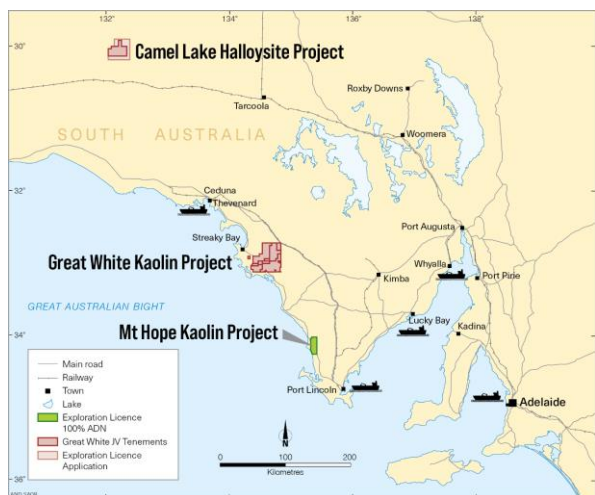 132°
134°
136°
138°
30°
Camel Lake Halloysite Project
Roxby Downs
Tarcoola
Woomera
SOUTH AUSTRALIA
32°
Ceduna
Thevenard
Port Augusta
Streaky Bay
Great White Kaolin Project
Whyalla
Kimba
Port Pirie
GREAT AUSTRALIAN BIGHT
Lucky Bay
Mt Hope Kaolin Project
Kadina
34°
Main road
Railway
Town
Lake
Exploration Licence
100% ADN
Great White JV Tenements
Exploration Licence
Application
Port Lincoln
Adelaide
N
0
100
200
Kilometres
36°